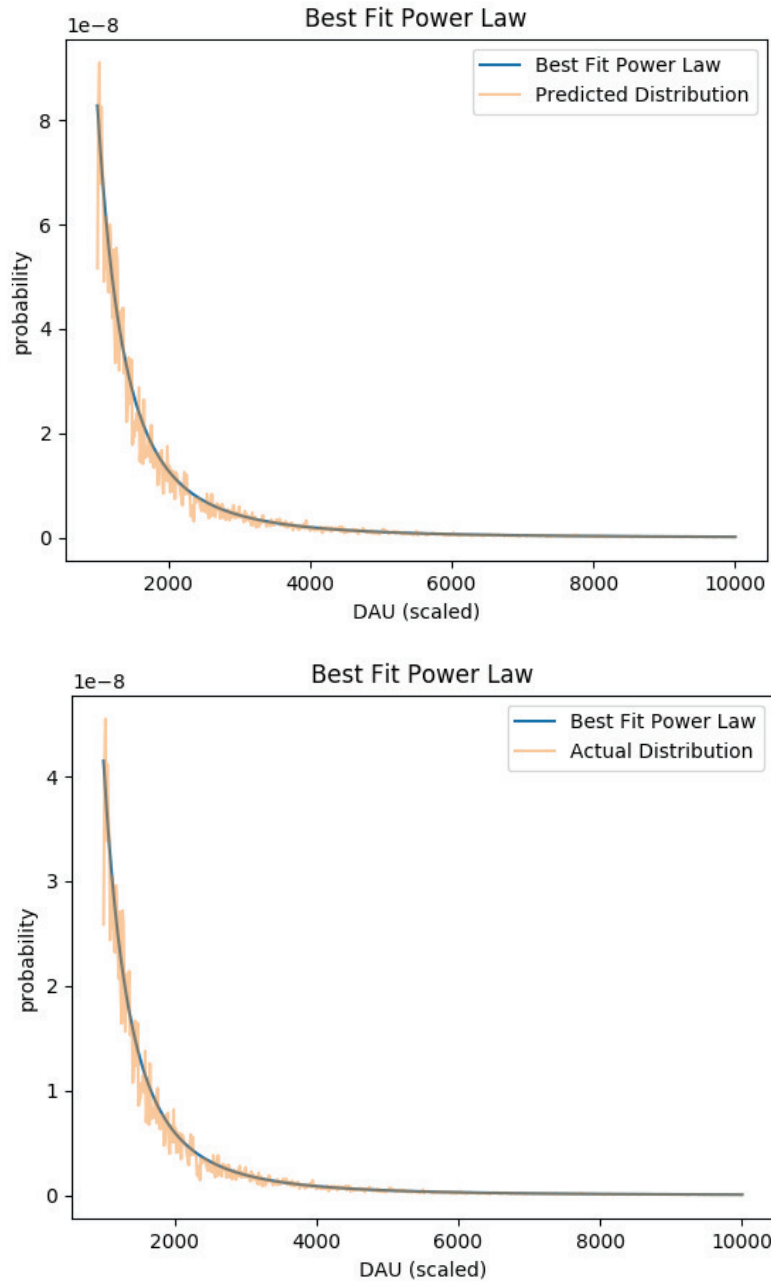 Best Fit Power Law
1e−8
Best Fit Power Law
Predicted Distribution
8
6
4
2
0
probability
2000 4000 6000 8000 10000
DAU (scaled)
Best Fit Power Law
1e−8
Best Fit Power Law
Actual Distribution
4
3
2
1
0
probability
2000 4000 6000 8000 10000
DAU (scaled)